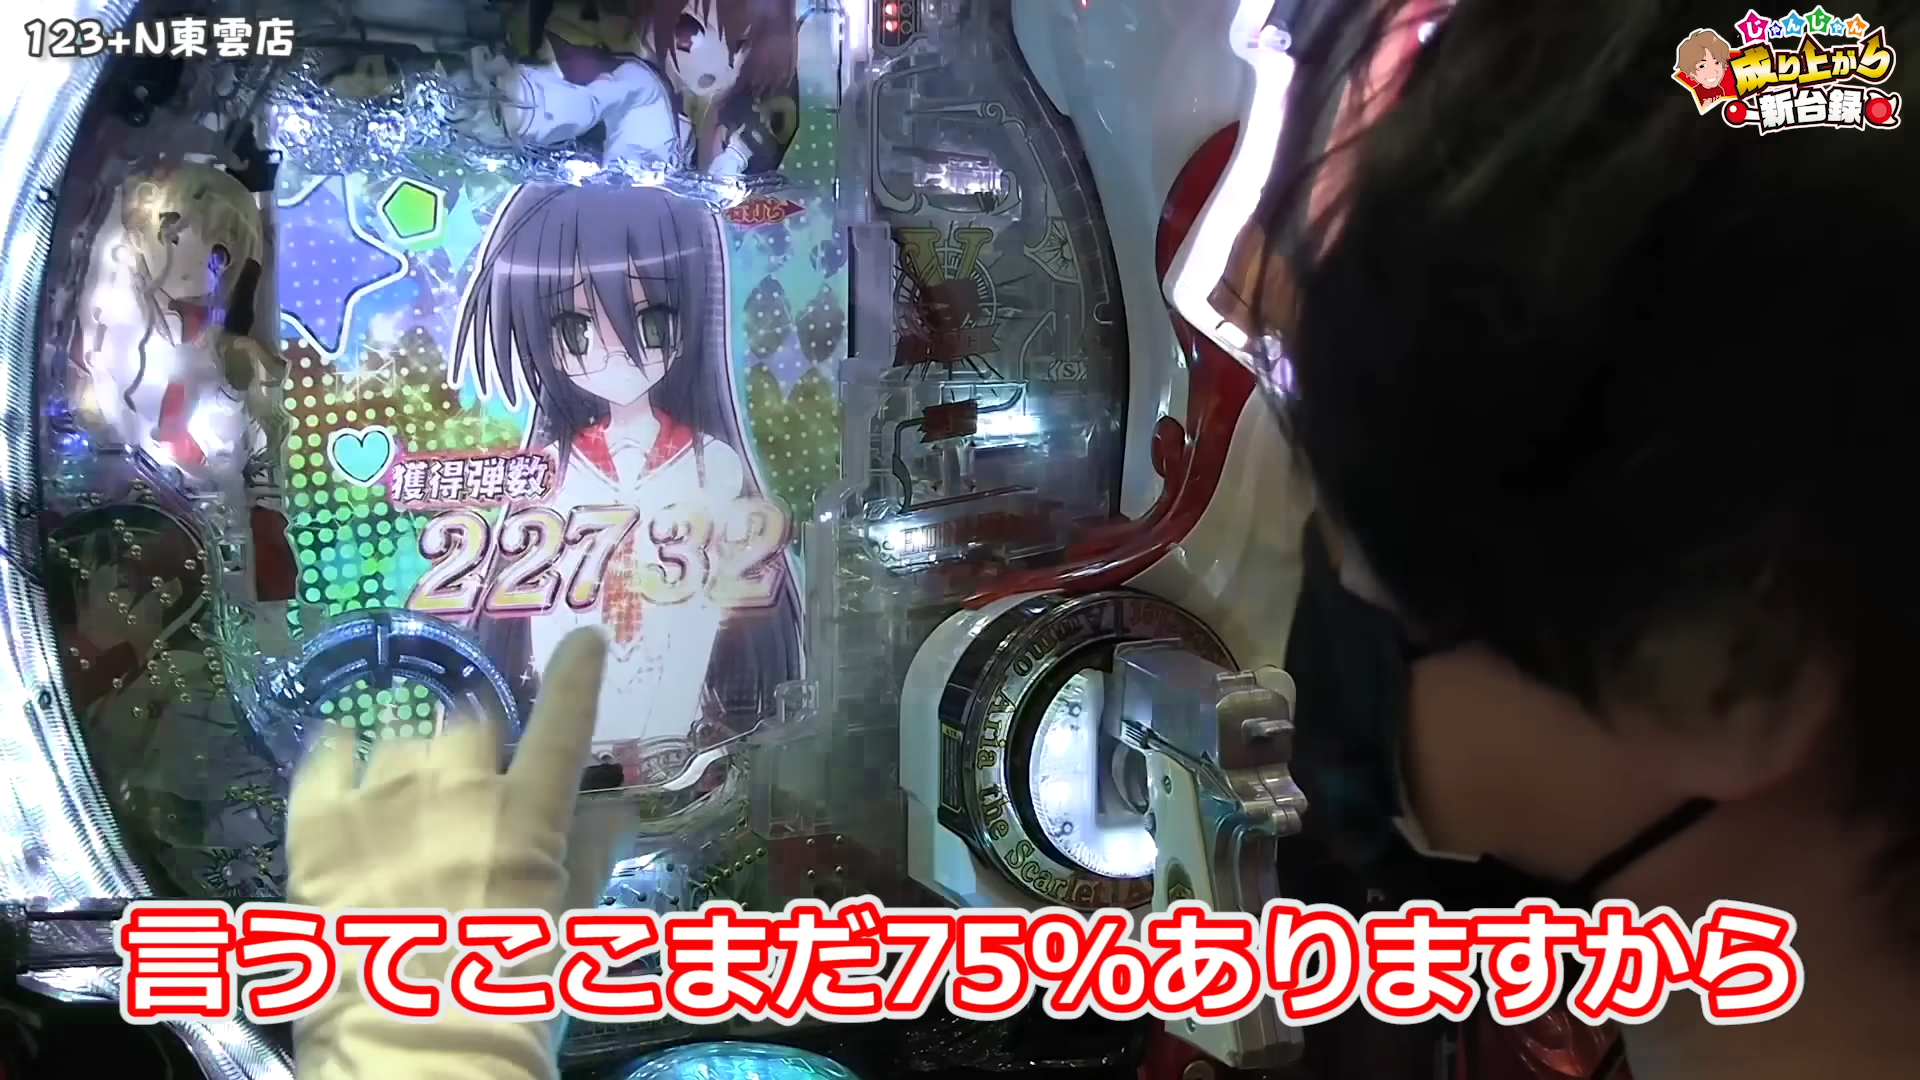 123+N東雲店
じゃんじゃん
成り上がら
新台録
獲得弾数
22732
Aria the Scarlet
言うてここまだ75%ありますから